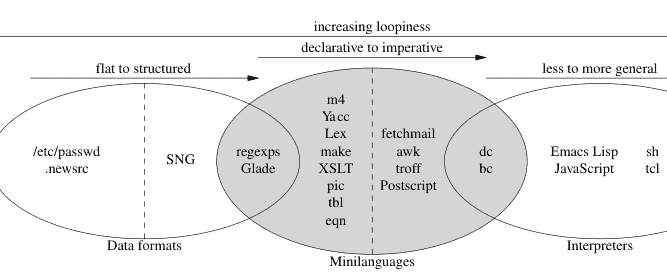 increasing loopiness
declarative to imperative
flat to structured
less to more general
/etc/passwd
.newsrc
SNG
regexps
Glade
m4
Yacc
Lex
make
XSLT
pic
tbl
eqn
fetchmail
awk
troff
Postscript
dc
bc
Emacs Lisp
JavaScript
sh
tcl
Data formats
Minilanguages
Interpreters